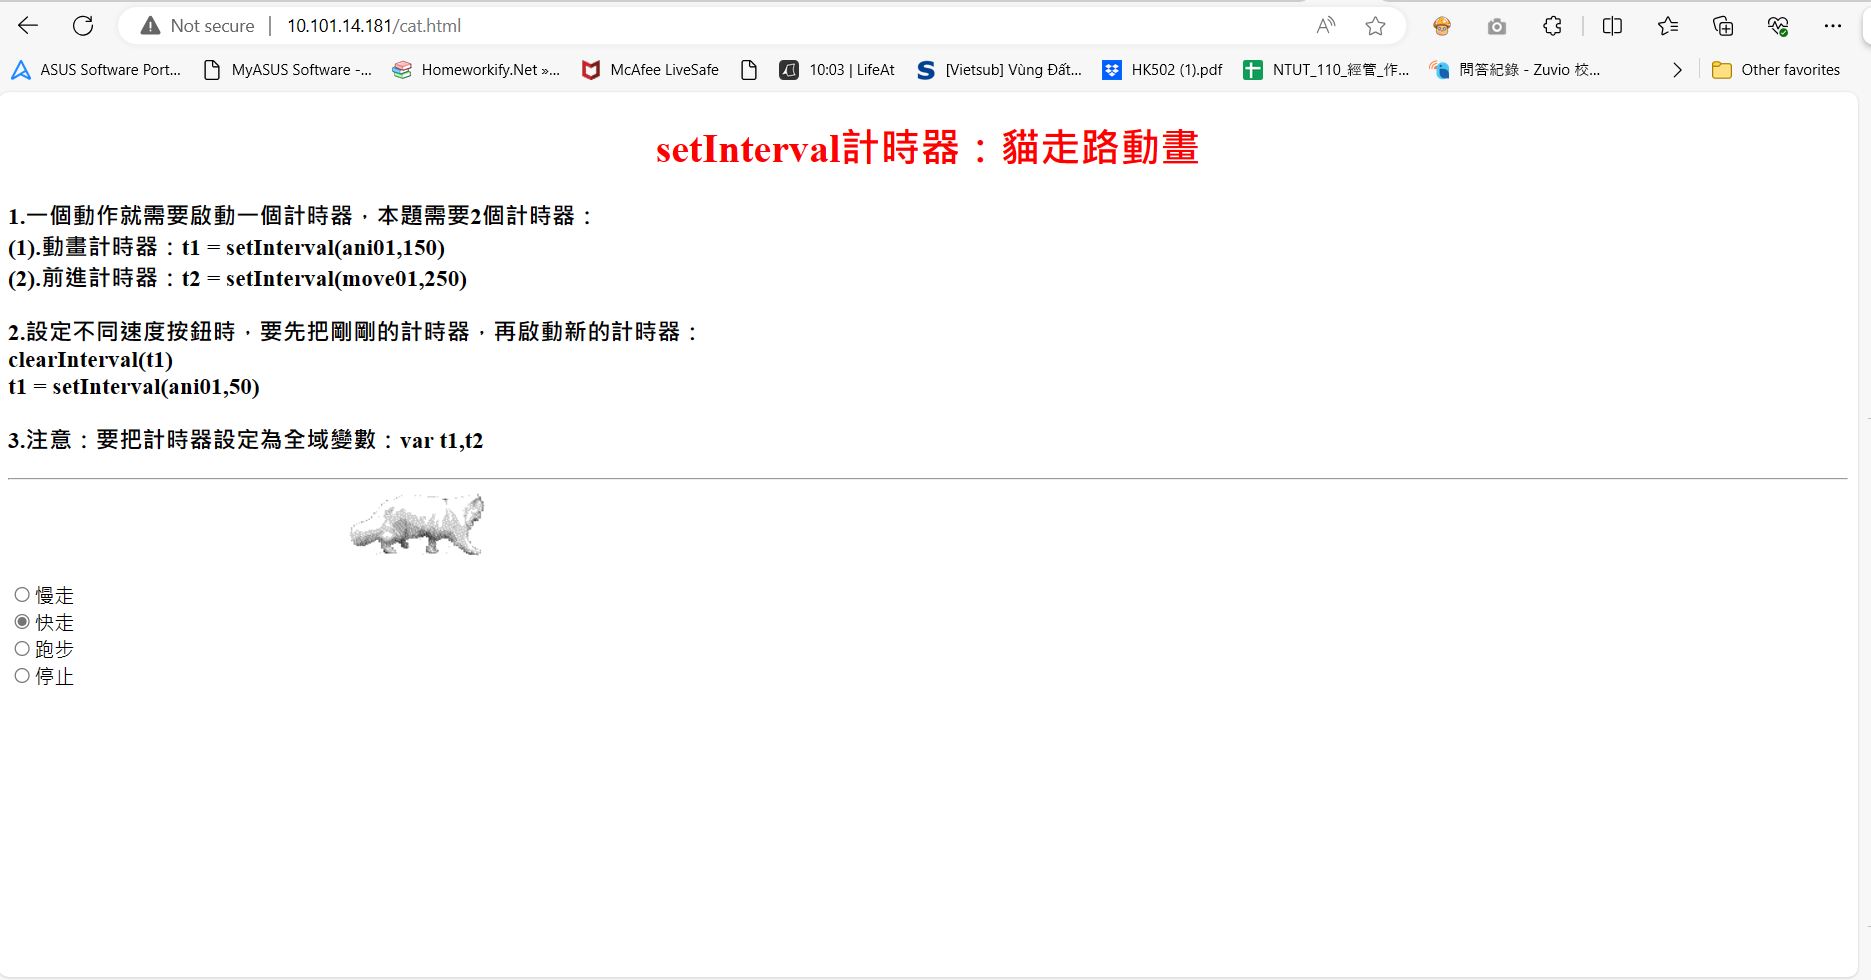 Not secure | 10.101.14.181/cat.html
ASUS Software Port... MyASUS Software -... Homeworkify.Net »... McAfee LiveSafe 10:03 | LifeAt [Vietsub] Vùng Đất... HK502 (1).pdf NTUT_110_經管_作... 問答紀錄 - Zuvio 校... Other favorites
setInterval計時器：貓走路動畫
1.一個動作就需要啟動一個計時器，本題需要2個計時器：
(1).動畫計時器：t1 = setInterval(ani01,150)
(2).前進計時器：t2 = setInterval(move01,250)
2.設定不同速度按鈕時，要先把剛剛的計時器，再啟動新的計時器：
clearInterval(t1)
t1 = setInterval(ani01,50)
3.注意：要把計時器設定為全域變數：var t1,t2
慢走
快走
跑步
停止